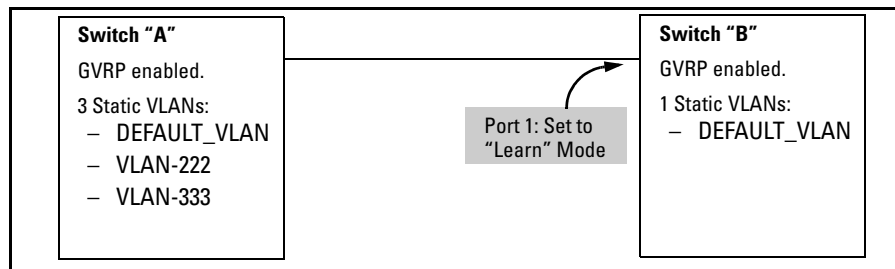 Switch “A”
GVRP enabled.
3 Static VLANs:
– DEFAULT_VLAN
– VLAN-222
– VLAN-333
Port 1: Set to
“Learn” Mode
Switch “B”
GVRP enabled.
1 Static VLANs:
– DEFAULT_VLAN